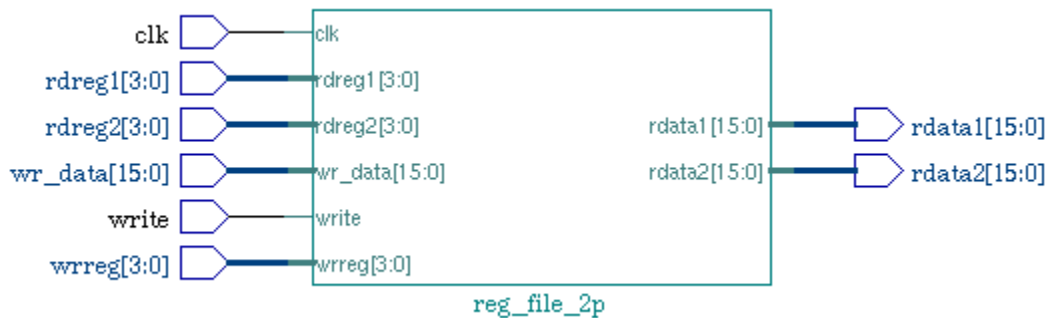 clk clk
rdreg1[3:0] rdreg1[3:0]
rdreg2[3:0] rdreg2[3:0] rdata1[15:0] rdata1[15:0]
wr_data[15:0] wr_data[15:0] rdata2[15:0] rdata2[15:0]
write write
wrreg[3:0] wrreg[3:0]
reg_file_2p